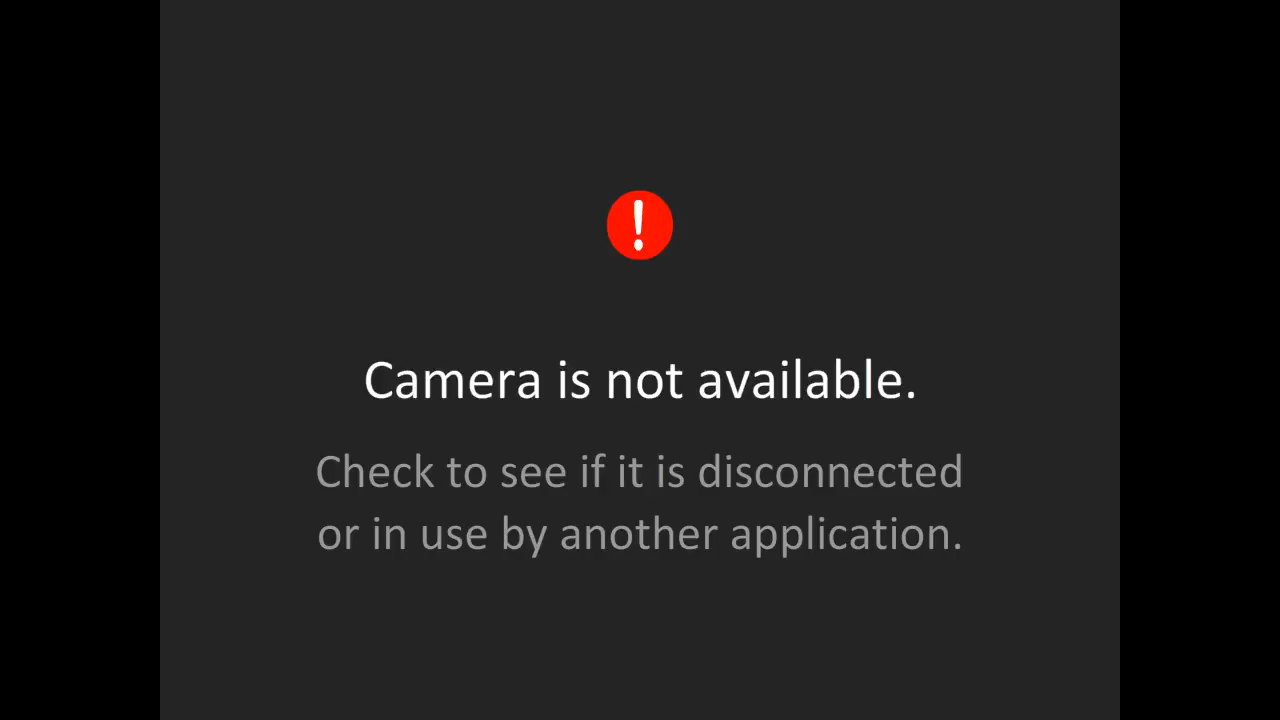 Camera is not available.
Check to see if it is disconnected
or in use by another application.